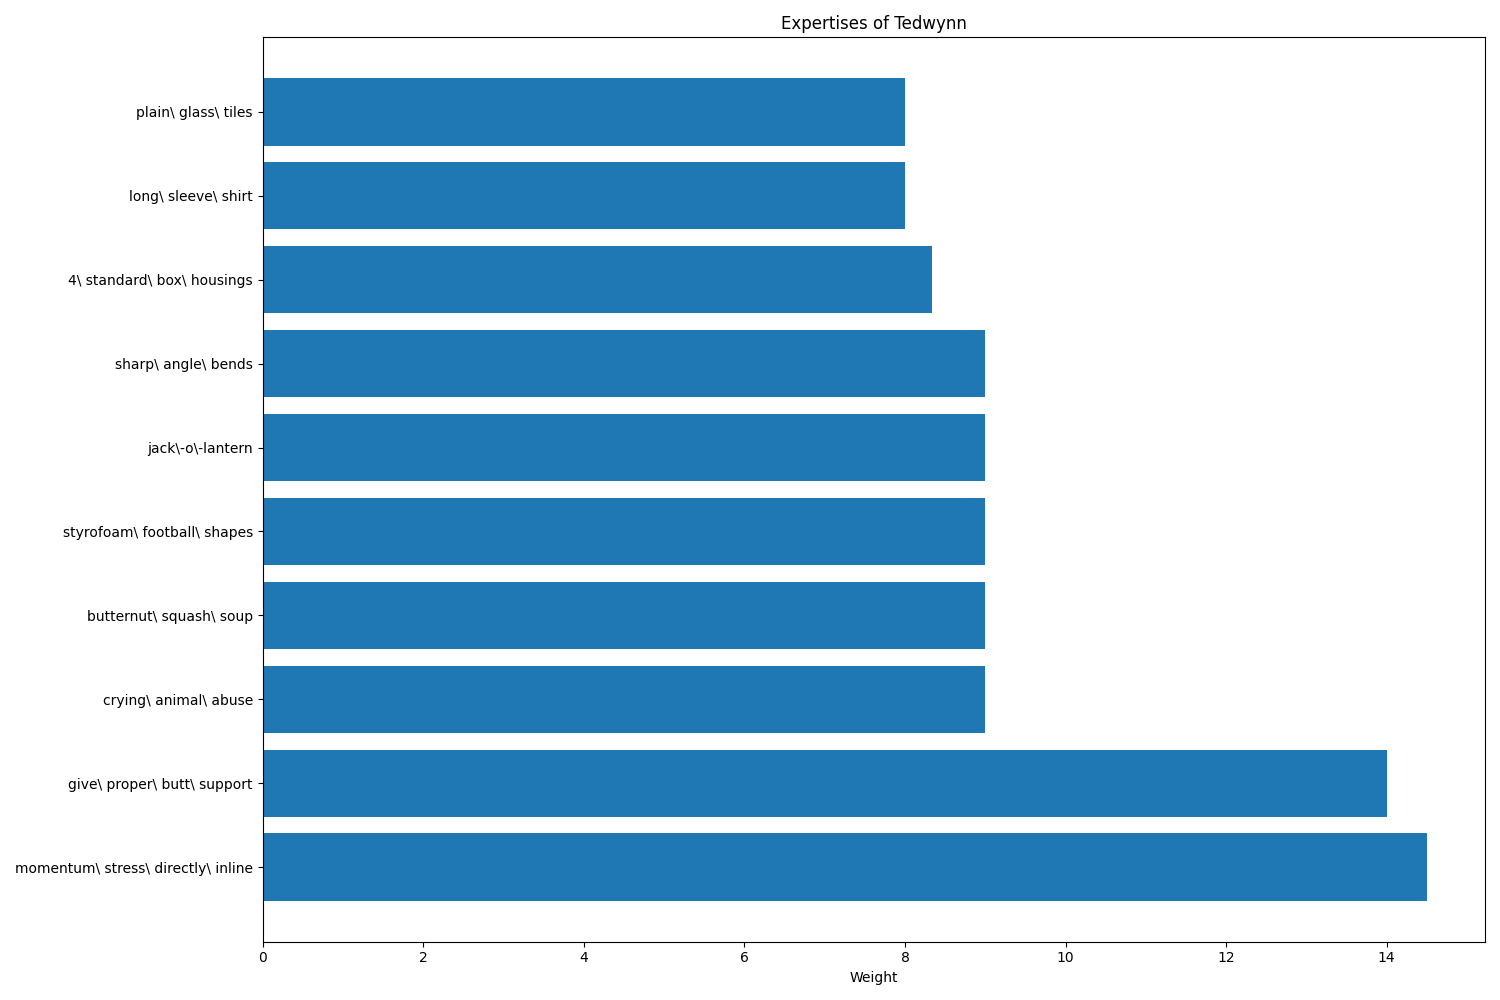 Expertises of Tedwynn
plain\ glass\ tiles
long\ sleeve\ shirt
4\ standard\ box\ housings
sharp\ angle\ bends
jack\-o\-lantern
styrofoam\ football\ shapes
butternut\ squash\ soup
crying\ animal\ abuse
give\ proper\ butt\ support
momentum\ stress\ directly\ inline
0 2 4 6 8 10 12 14
Weight